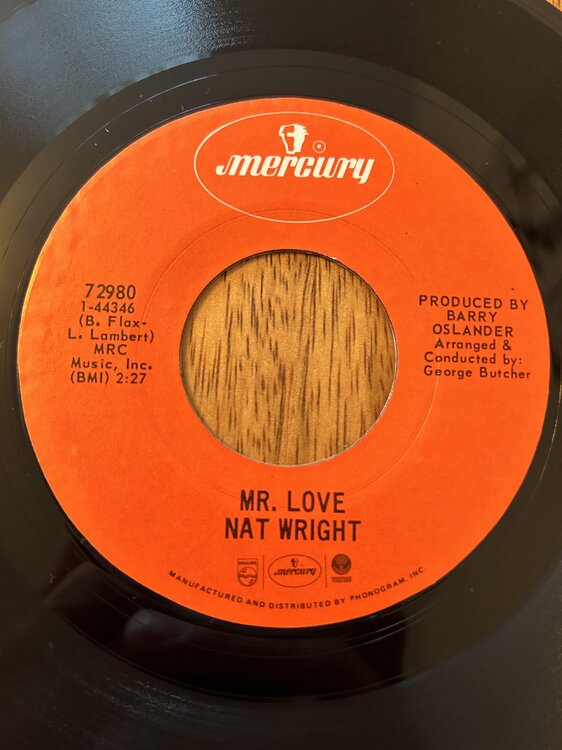 mercury
72980
1-44346
(B. Flax-
L. Lambert)
MRC
Music, Inc.
(BMI) 2:27
PRODUCED BY
BARRY
OSLANDER
Arranged &
Conducted by:
George Butcher
MR. LOVE
NAT WRIGHT
PHILIPS
mercury
MANUFACTURED AND DISTRIBUTED BY PHONOGRAM, INC.